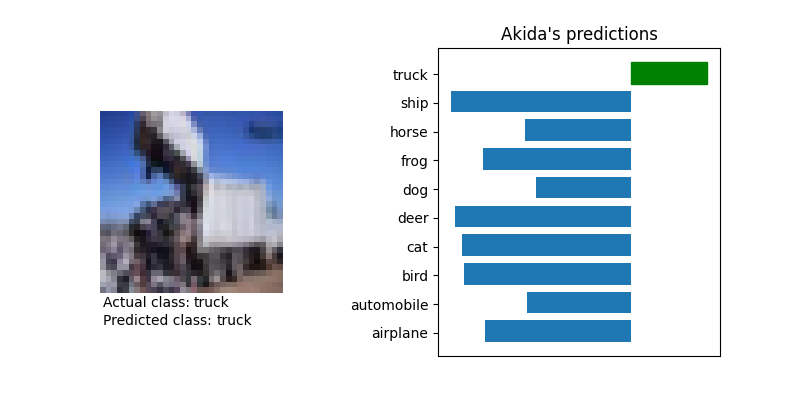 Akida's predictions
truck
ship
horse
frog
dog
deer
cat
bird
automobile
airplane
Actual class: truck
Predicted class: truck